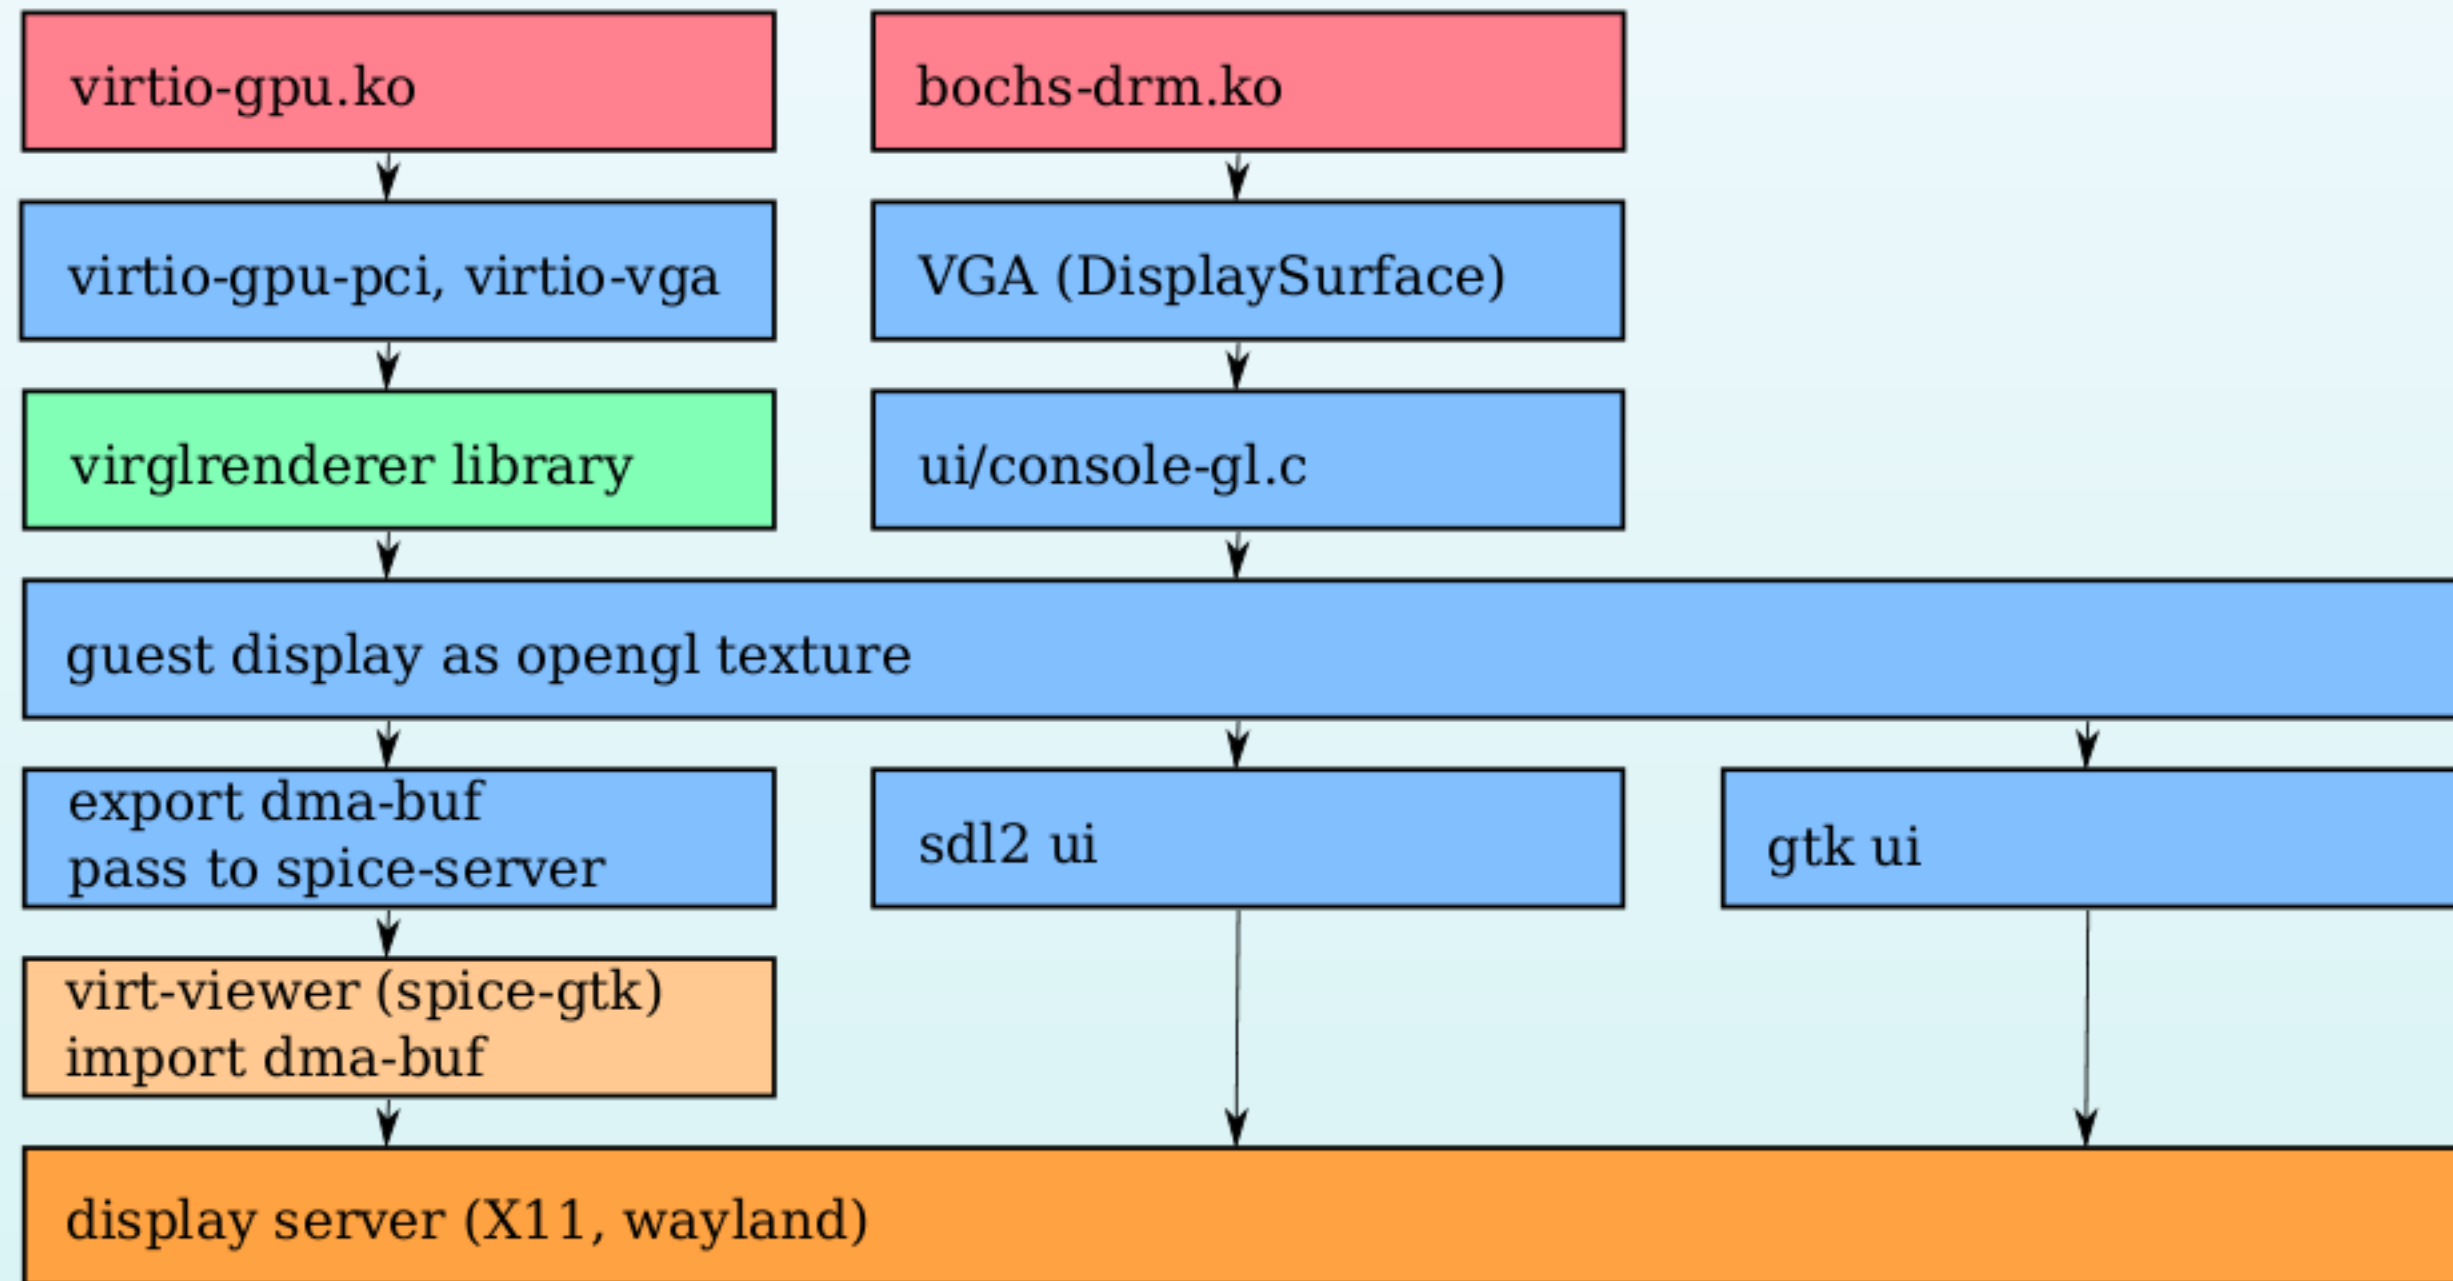 virtio-gpu.ko
bochs-drm.ko
virtio-gpu-pci, virtio-vga
VGA (DisplaySurface)
virglrenderer library
ui/console-gl.c
guest display as opengl texture
export dma-buf
pass to spice-server
sdl2 ui
gtk ui
virt-viewer (spice-gtk)
import dma-buf
display server (X11, wayland)